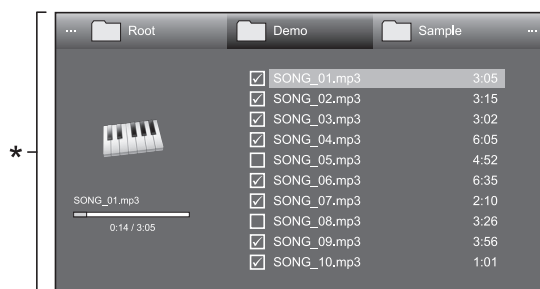 *
... Root Demo Sample ...
SONG_01.mp3 3:05
SONG_02.mp3 3:15
SONG_03.mp3 3:02
SONG_04.mp3 6:05
SONG_05.mp3 4:52
SONG_06.mp3 6:35
SONG_07.mp3 2:10
SONG_08.mp3 3:26
SONG_09.mp3 3:56
SONG_10.mp3 1:01
SONG_01.mp3
0:14 / 3:05